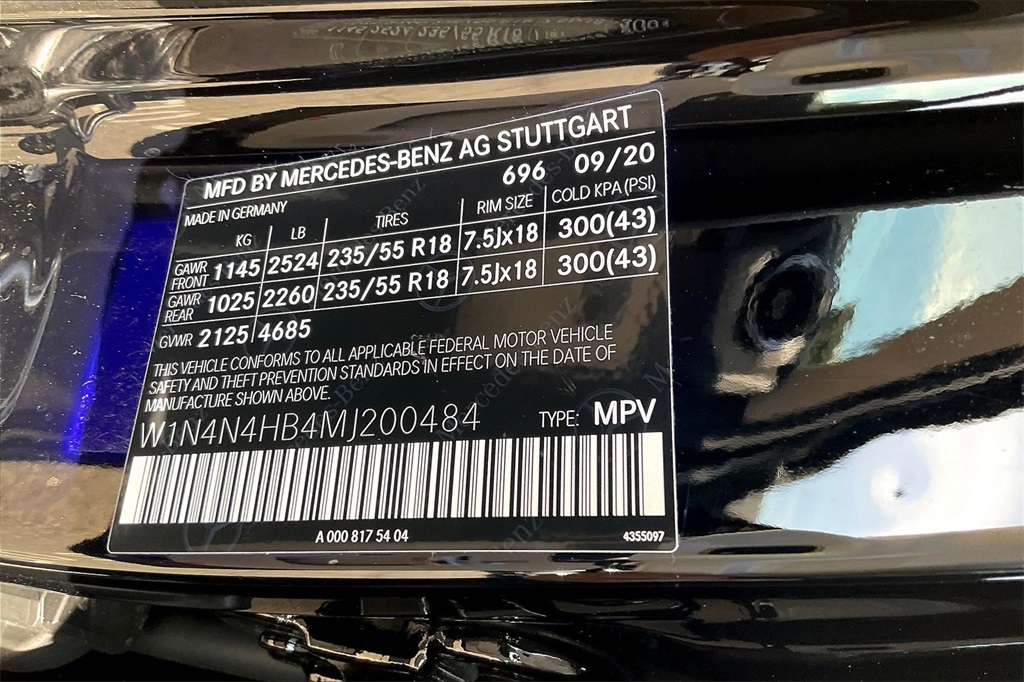 MFD BY MERCEDES-BENZ AG STUTTGART
696 09/20
MADE IN GERMANY
KG LB TIRES RIM SIZE COLD KPA (PSI)
GAWR FRONT 1145 2524 235/55 R18 7.5Jx18 300(43)
GAWR REAR 1025 2260 235/55 R18 7.5Jx18 300(43)
GVWR 2125 4685
THIS VEHICLE CONFORMS TO ALL APPLICABLE FEDERAL MOTOR VEHICLE
SAFETY AND THEFT PREVENTION STANDARDS IN EFFECT ON THE DATE OF
MANUFACTURE SHOWN ABOVE.
W1N4N4HB4MJ200484 TYPE: MPV
A 000 817 54 04 4355097